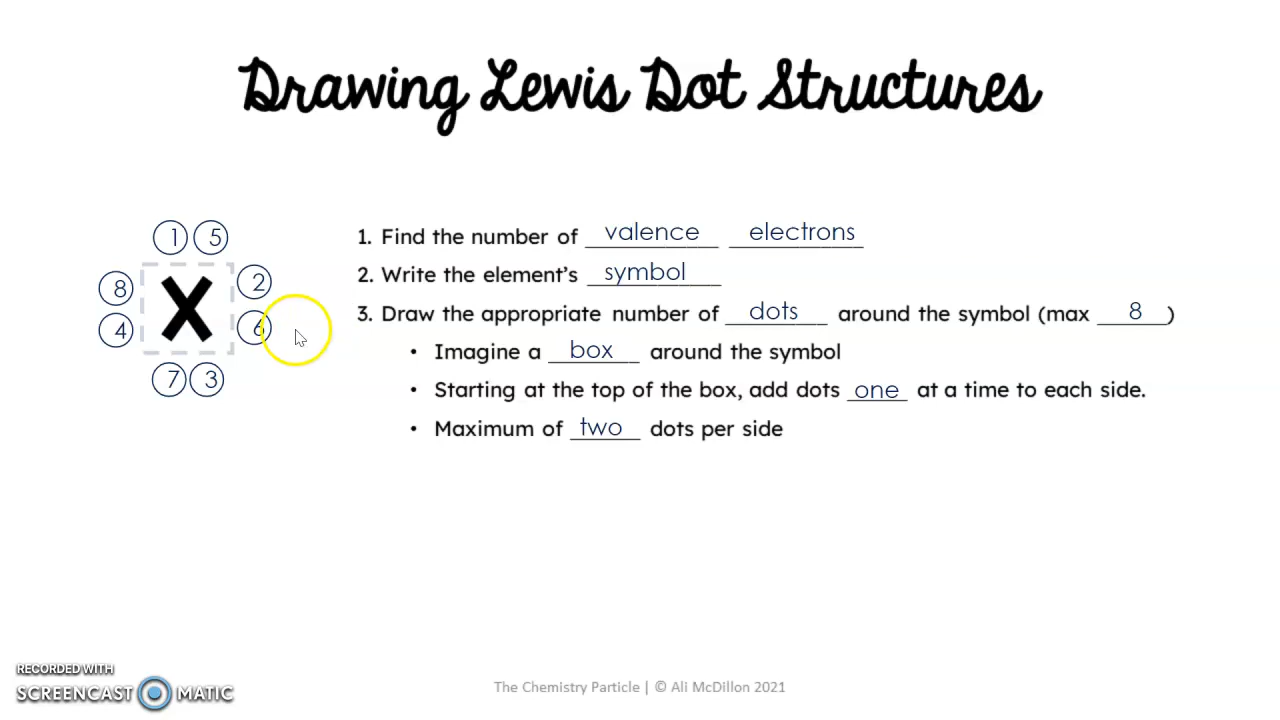 Drawing Lewis Dot Structures
1 5
8 X 2
4 6
7 3
1. Find the number of valence electrons
2. Write the element's symbol
3. Draw the appropriate number of dots around the symbol (max 8)
• Imagine a box around the symbol
• Starting at the top of the box, add dots one at a time to each side.
• Maximum of two dots per side
RECORDED WITH
SCREENCAST MATIC
The Chemistry Particle | © Ali McDillon 2021